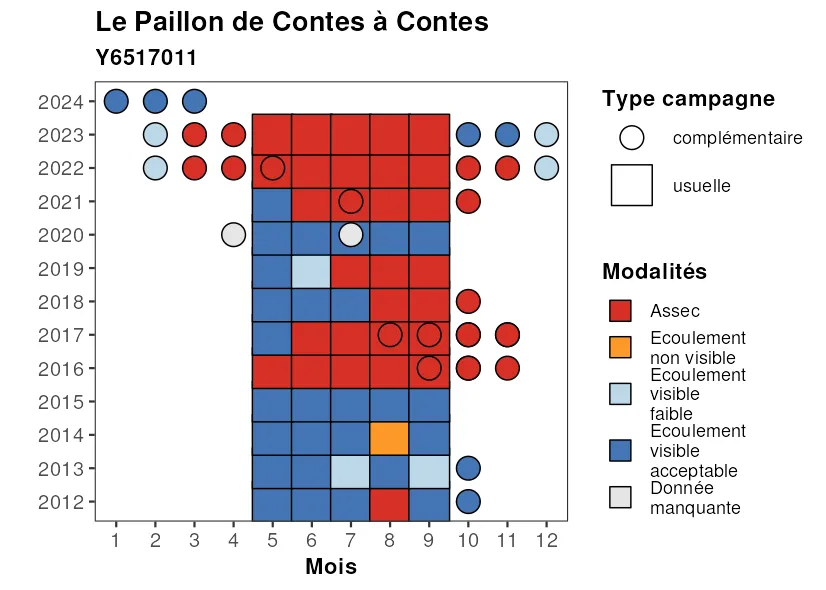 Le Paillon de Contes à Contes
Y6517011
2024
2023
2022
2021
2020
2019
2018
2017
2016
2015
2014
2013
2012
1 2 3 4 5 6 7 8 9 10 11 12
Mois
Type campagne
complémentaire
usuelle
Modalités
Assec
Ecoulement
non visible
Ecoulement
visible
faible
Ecoulement
visible
acceptable
Donnée
manquante